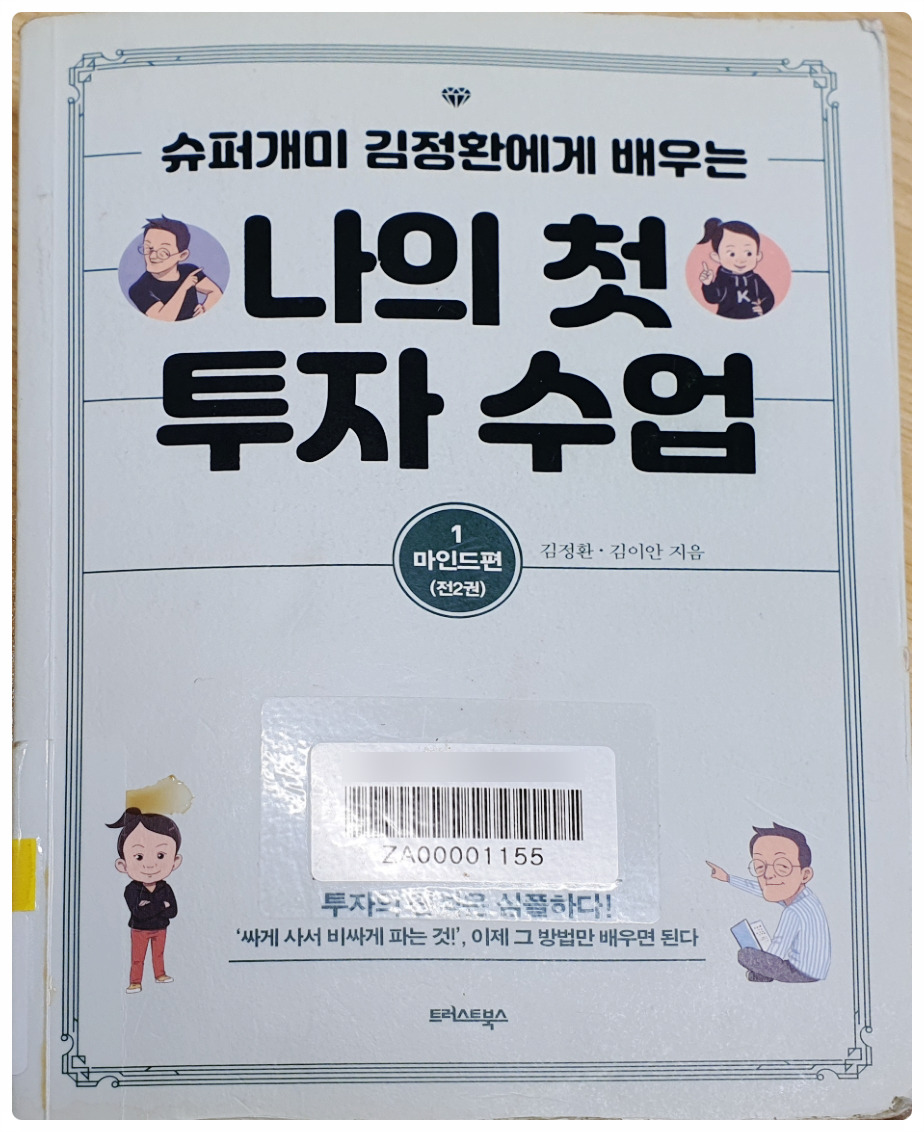 슈퍼개미 김정환에게 배우는
나의 첫
투자 수업
1
마인드편
(전2권)
김정환·김이안 지음
K
ZA00001155
심플하다!
‘싸게 사서 비싸게 파는 것!’, 이제 그 방법만 배우면 된다
트러스트북스